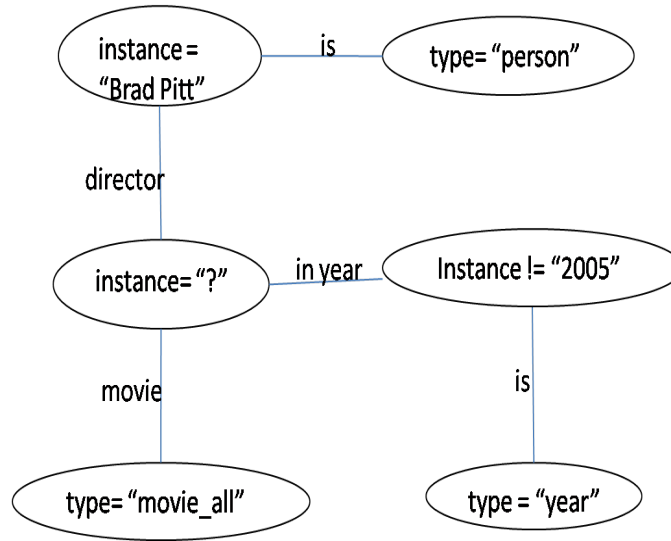 instance =
"Brad Pitt"
is
type= "person"
director
instance= "?"
in year
Instance != "2005"
movie
is
type= "movie_all"
type = "year"